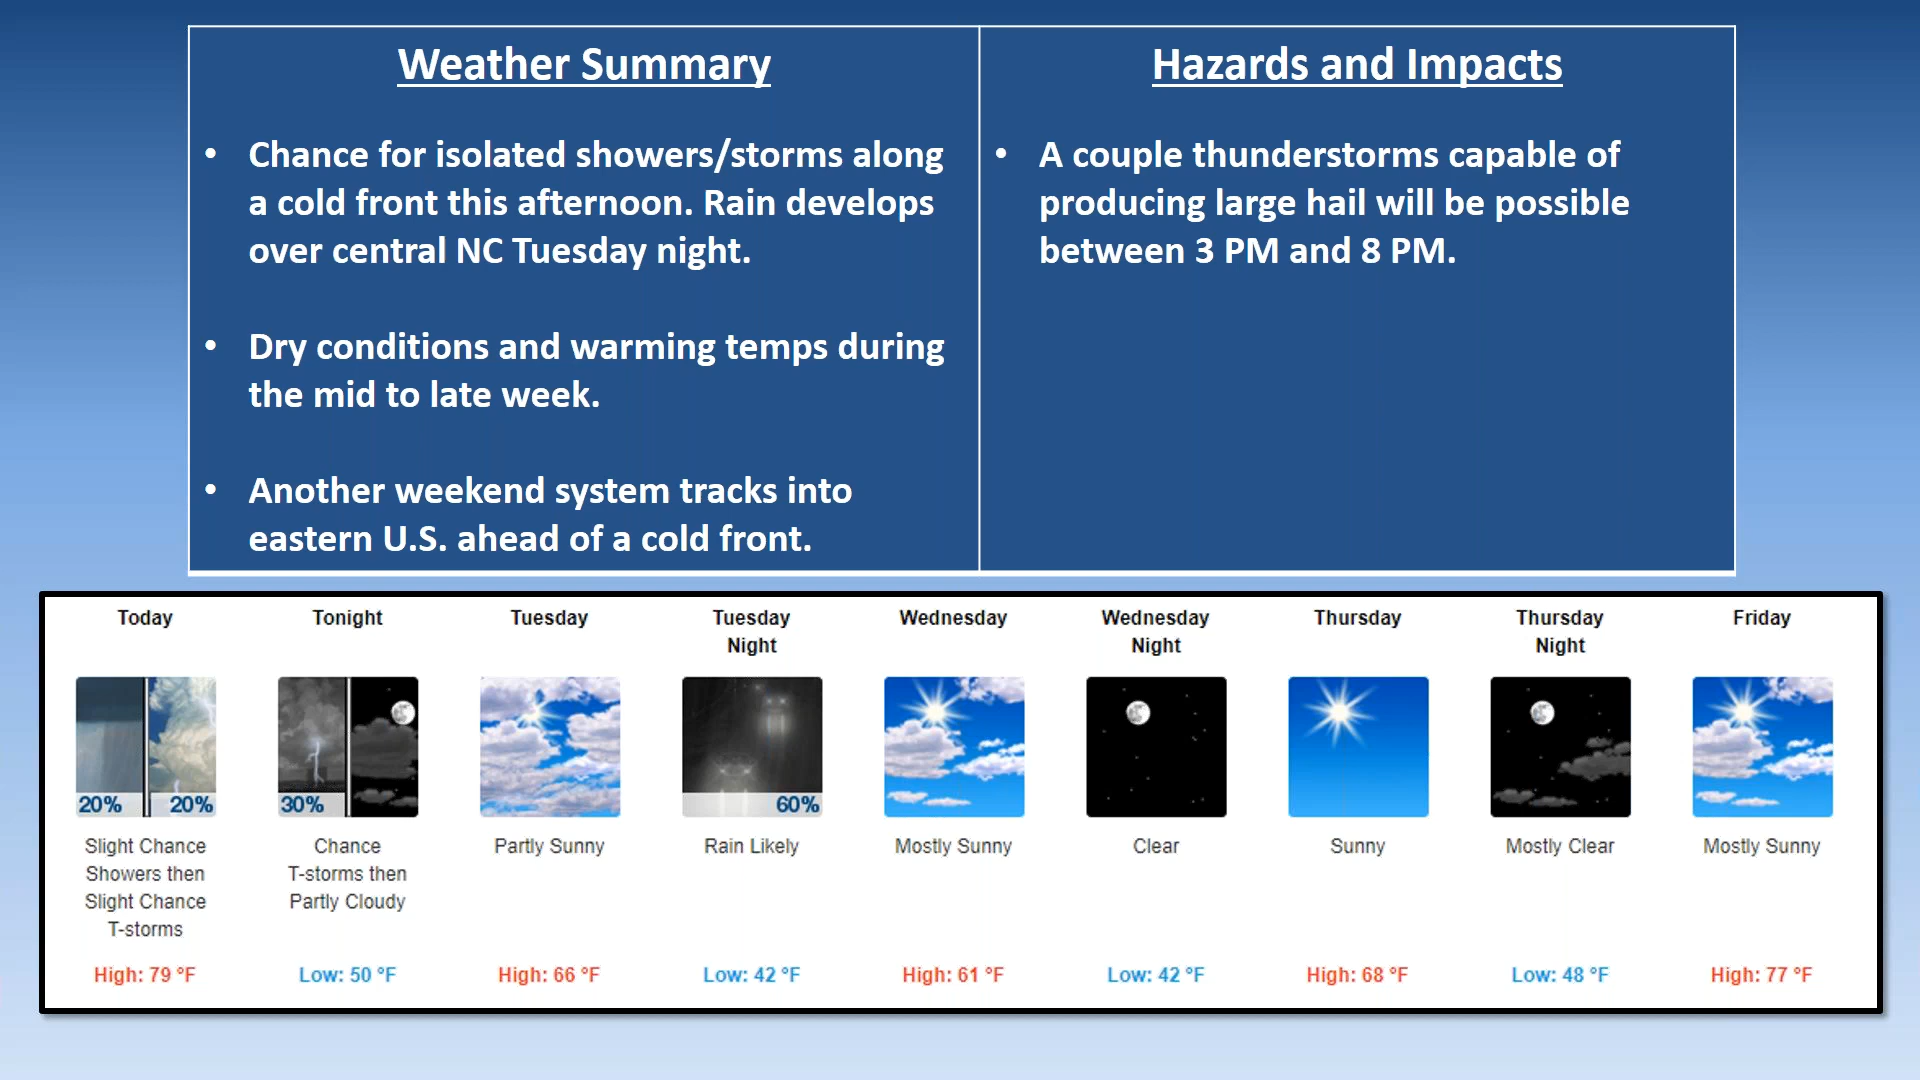 Weather Summary
• Chance for isolated showers/storms along
a cold front this afternoon. Rain develops
over central NC Tuesday night.
• Dry conditions and warming temps during
the mid to late week.
• Another weekend system tracks into
eastern U.S. ahead of a cold front.
Hazards and Impacts
• A couple thunderstorms capable of
producing large hail will be possible
between 3 PM and 8 PM.
Today
20% 20%
Slight Chance
Showers then
Slight Chance
T-storms
High: 79 °F
Tonight
30%
Chance
T-storms then
Partly Cloudy
Low: 50 °F
Tuesday
Partly Sunny
High: 66 °F
Tuesday
Night
60%
Rain Likely
Low: 42 °F
Wednesday
Mostly Sunny
High: 61 °F
Wednesday
Night
Clear
Low: 42 °F
Thursday
Sunny
High: 68 °F
Thursday
Night
Mostly Clear
Low: 48 °F
Friday
Mostly Sunny
High: 77 °F